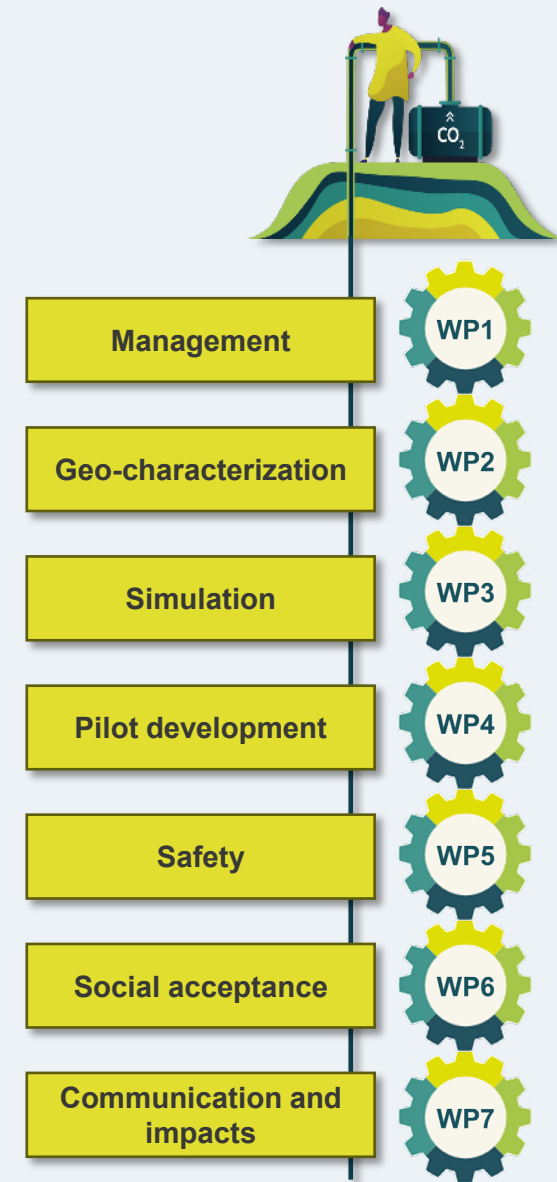 CO₂
Management
WP1
Geo-characterization
WP2
Simulation
WP3
Pilot development
WP4
Safety
WP5
Social acceptance
WP6
Communication and
impacts
WP7